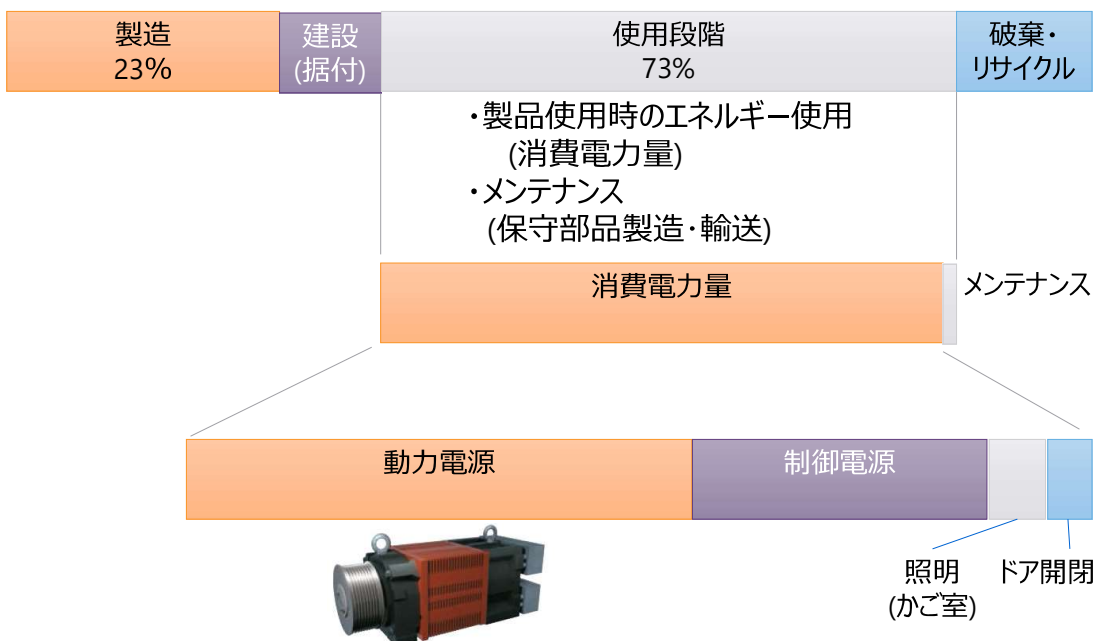 製造
23%
建設
(据付)
使用段階
73%
破棄・
リサイクル
・製品使用時のエネルギー使用
(消費電力量)
・メンテナンス
(保守部品製造・輸送)
消費電力量
メンテナンス
動力電源
制御電源
照明
(かご室)
ドア開閉